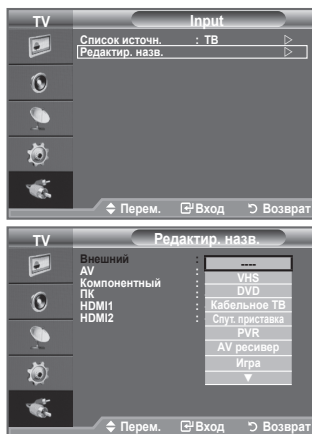 TV Input
Список источн. : ТВ
Редактир. назв.
Перем. Вход Возврат
TV Редактир. назв.
Внешний : ----
AV : VHS
Компонентный : DVD
ПК : Кабельное ТВ
HDMI1 : Спут. приставка
HDMI2 : PVR
AV ресивер
Игра
▼
Перем. Вход Возврат